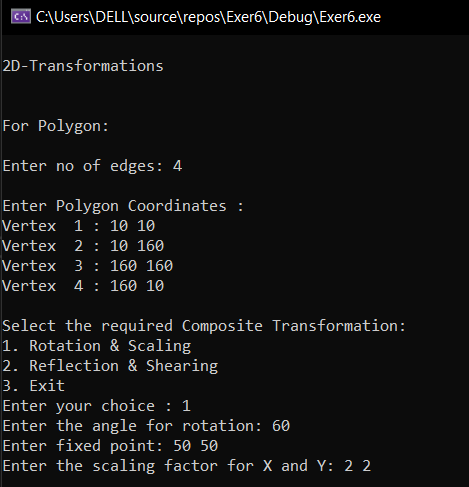 C:\Users\DELL\source\repos\Exer6\Debug\Exer6.exe
2D-Transformations
For Polygon:
Enter no of edges: 4
Enter Polygon Coordinates :
Vertex  1 : 10 10
Vertex  2 : 10 160
Vertex  3 : 160 160
Vertex  4 : 160 10
Select the required Composite Transformation:
1. Rotation & Scaling
2. Reflection & Shearing
3. Exit
Enter your choice : 1
Enter the angle for rotation: 60
Enter fixed point: 50 50
Enter the scaling factor for X and Y: 2 2